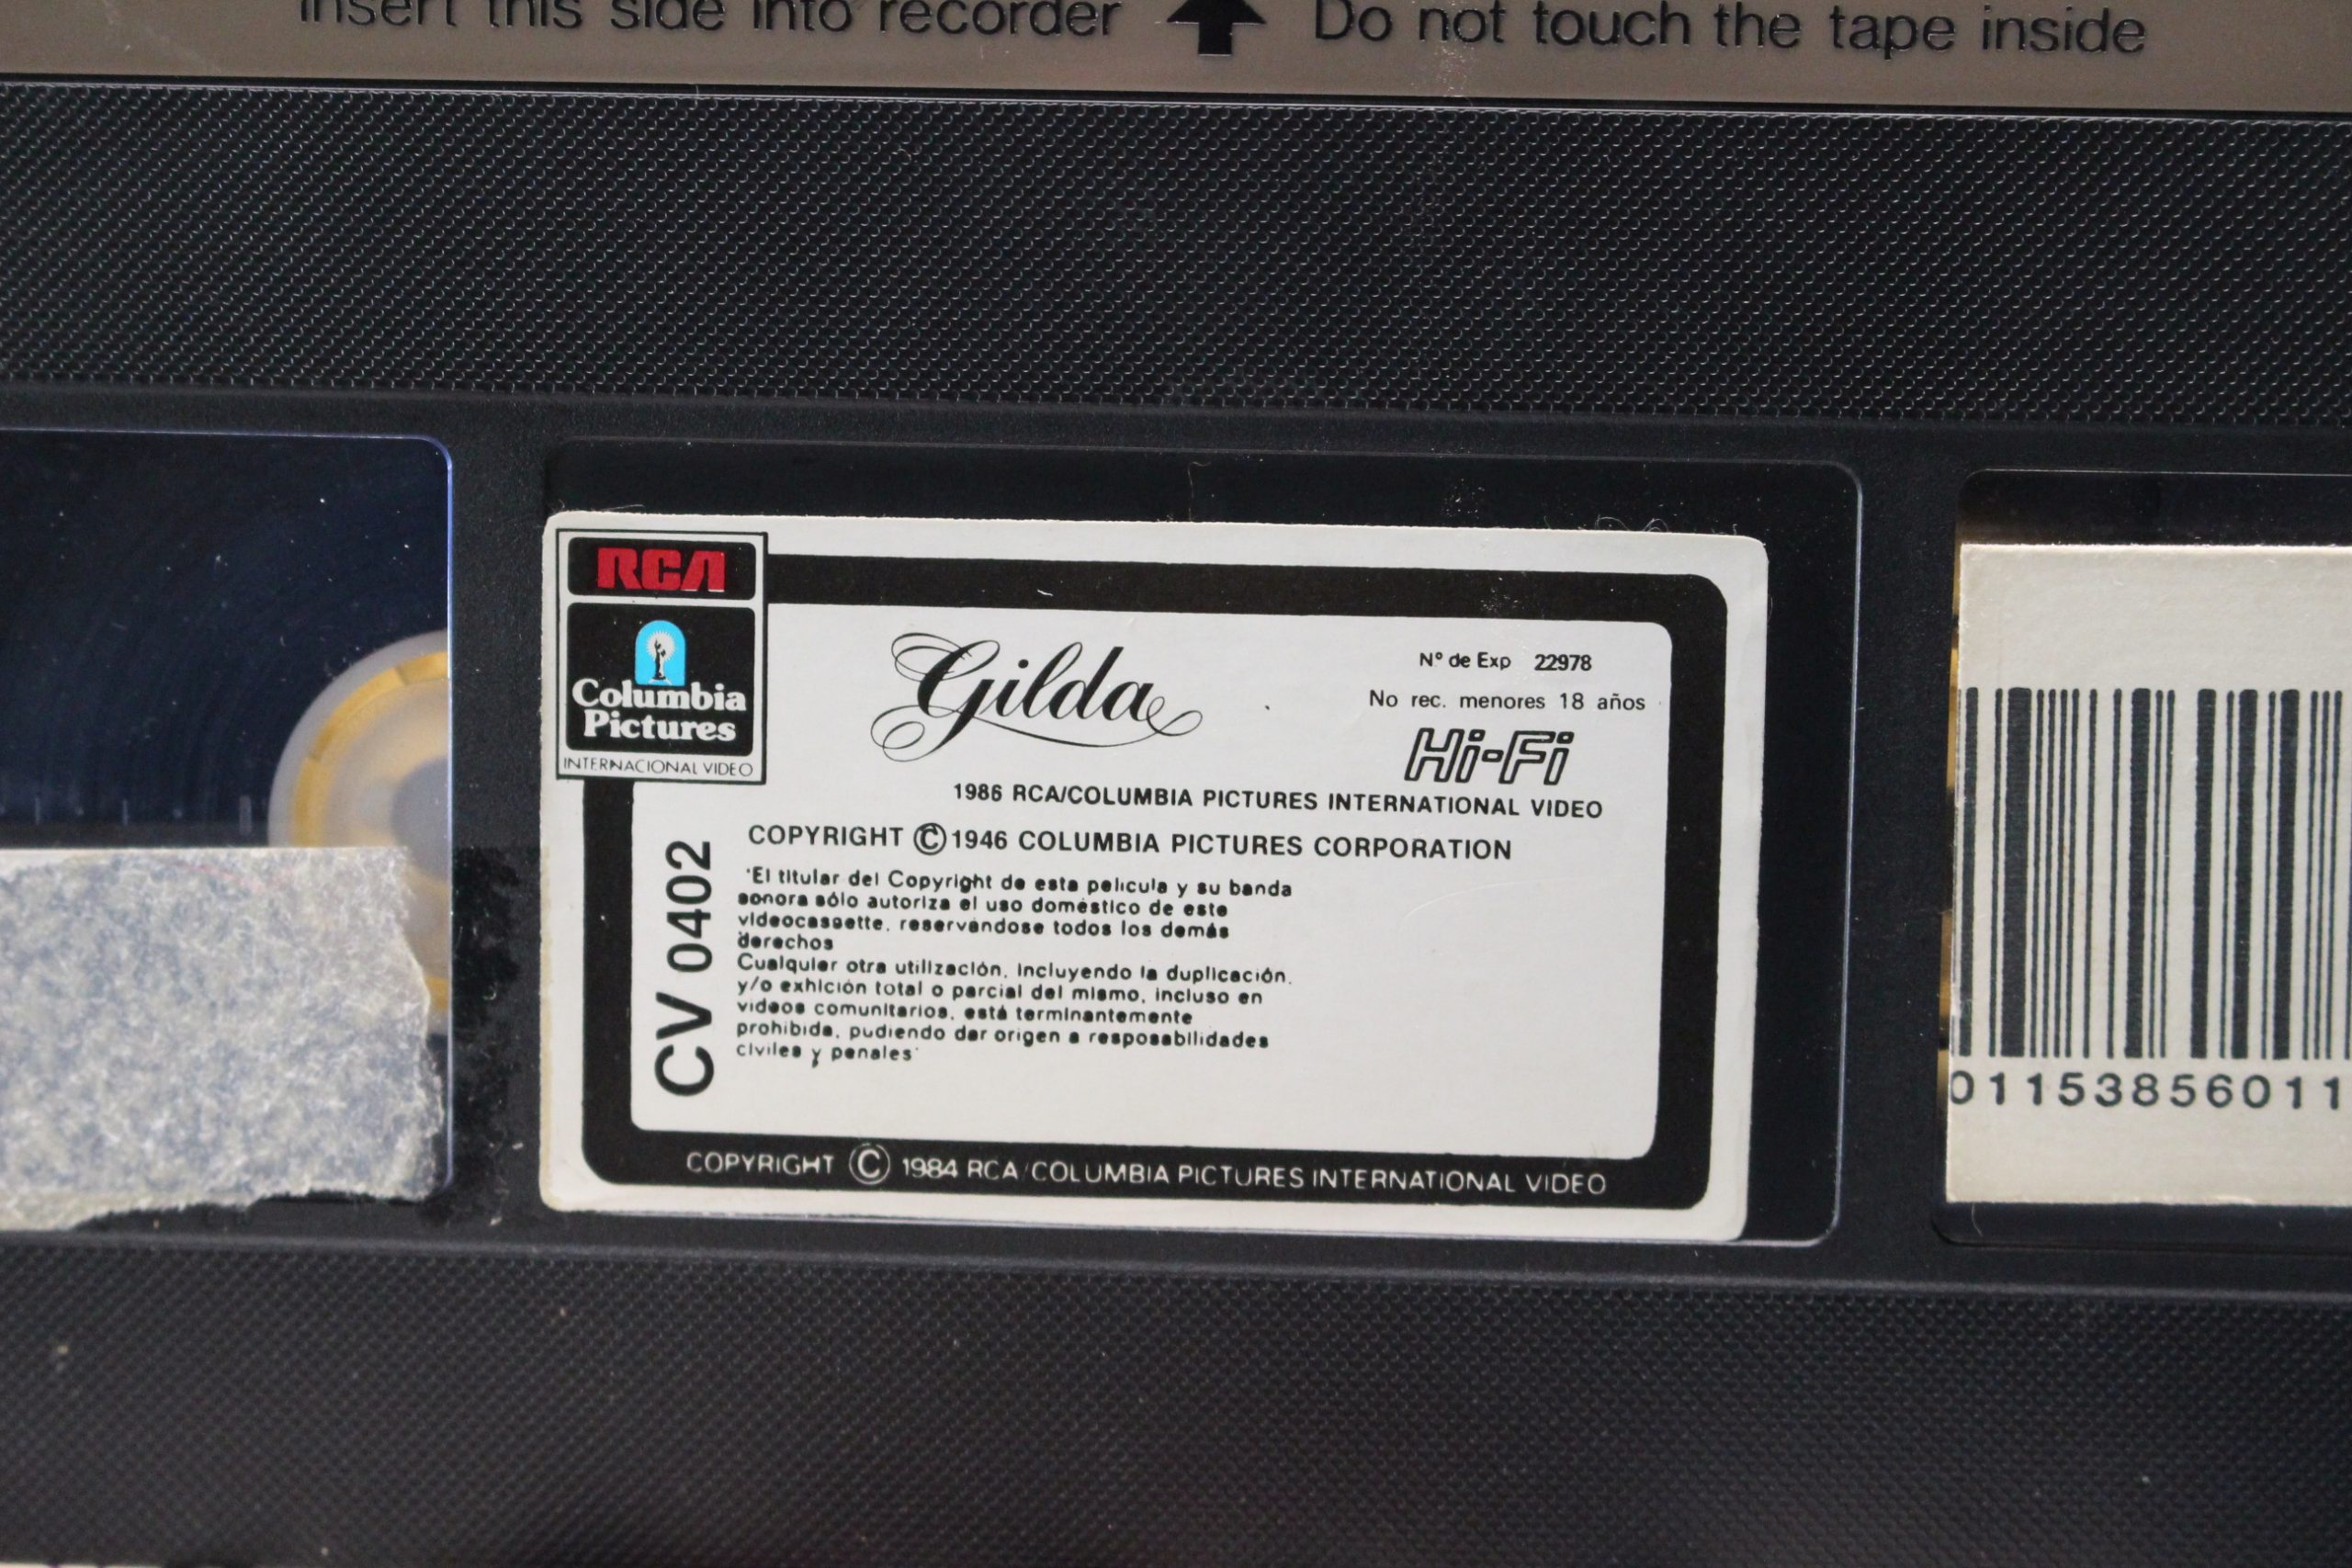 Insert this side into recorder Do not touch the tape inside
RCA
Columbia
Pictures
INTERNACIONAL VIDEO
Gilda
Nº de Exp 22978
No rec. menores 18 años
Hi-Fi
1986 RCA/COLUMBIA PICTURES INTERNATIONAL VIDEO
COPYRIGHT © 1946 COLUMBIA PICTURES CORPORATION
CV 0402
"El titular del Copyright de esta pelicula y su banda
sonora sólo autoriza el uso doméstico de este
videocassette, reservándose todos los demás
derechos
Cualquier otra utilización, incluyendo la duplicación,
y/o exhición total o parcial del mismo, incluso en
videos comunitarios, está terminantemente
prohibida, pudiendo dar origen a responsabilidades
civiles y penales"
COPYRIGHT © 1984 RCA/COLUMBIA PICTURES INTERNATIONAL VIDEO
01153856011